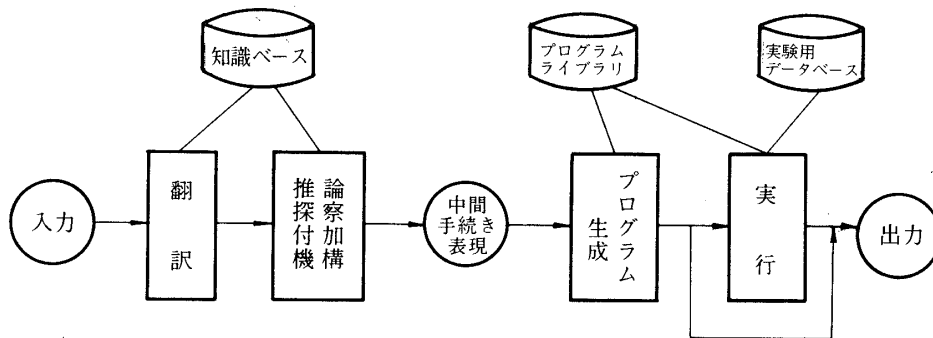 知識ベース
プログラム
ライブラリ
実験用
データベース
入力
翻訳
推論
探察
付加
機構
中間
手続き
表現
プログラム
生成
実行
出力